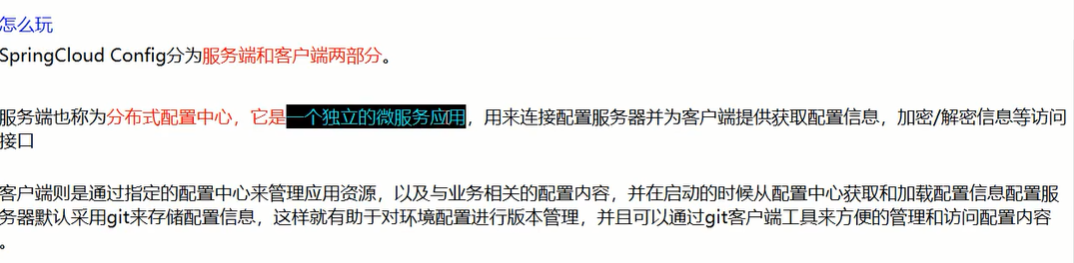 怎么玩
SpringCloud Config分为服务端和客户端两部分。
服务端也称为分布式配置中心，它是一个独立的微服务应用，用来连接配置服务器并为客户端提供获取配置信息，加密/解密信息等访问
接口
客户端则是通过指定的配置中心来管理应用资源，以及与业务相关的配置内容，并在启动的时候从配置中心获取和加载配置信息配置服
务器默认采用git来存储配置信息，这样就有助于对环境配置进行版本管理，并且可以通过git客户端工具来方便的管理和访问配置内容
。